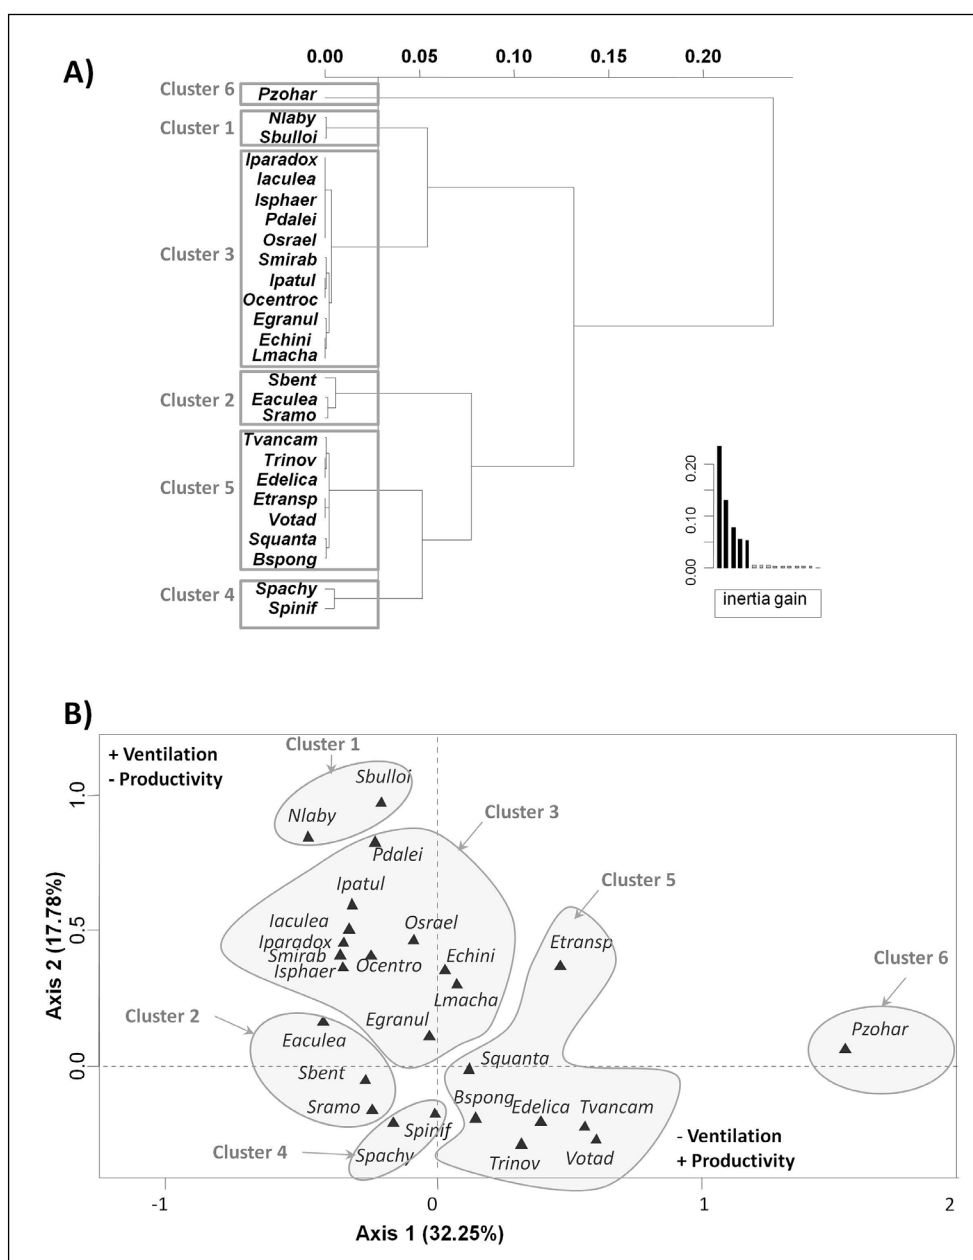 A)
0.00 0.05 0.10 0.15 0.20
Cluster 6
Pzohar
Cluster 1
Nlaby
Sbulloi
Cluster 3
Iparadox
Iaculea
Isphaer
Pdalei
Osrael
Smirab
Ipatul
Ocentroc
Egranul
Echini
Lmacha
Cluster 2
Sbent
Eaculea
Sramo
Cluster 5
Tvancam
Trinov
Edelica
Etransp
Votad
Squanta
Bspong
Cluster 4
Spachy
Spinif
0.20
0.10
0.00
inertia gain
B)
+ Ventilation
- Productivity
Cluster 1
Sbulloi
Nlaby
Cluster 3
Pdalei
Ipatul
Cluster 5
Iaculea
Osrael
Iparadox
Etransp
Smirab
Echini
Cluster 6
Isphaer
Ocentro
Lmacha
Cluster 2
Egranul
Pzohar
Eaculea
Squanta
Sbent
Bspong
Sramo
Edelica
Tvancam
Spinif
- Ventilation
+ Productivity
Cluster 4
Spachy
Trinov
Votad
1.0
0.5
0.0
Axis 2 (17.78%)
-1 0 1 2
Axis 1 (32.25%)